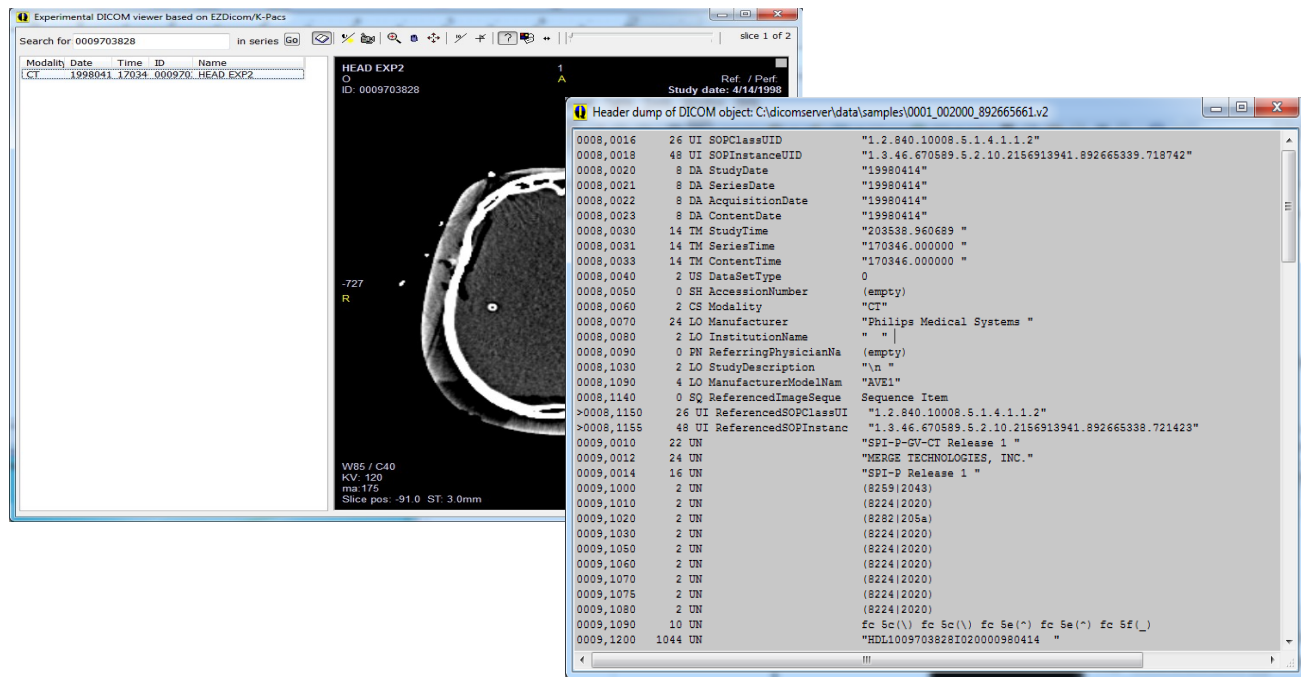 Experimental DICOM viewer based on EZDicom/K-Pacs
Search for 0009703828 in series Go slice 1 of 2
Modality Date Time ID Name
CT 1998041 17034 000970: HEAD EXP2
HEAD EXP2 1
O A Ref: / Perf:
ID: 0009703828 Study date: 4/14/1998
-727
R
W85 / C40
KV: 120
ma:175
Slice pos: -91.0 ST: 3.0mm
Header dump of DICOM object: C:\dicomserver\data\samples\0001_002000_892665661.v2
0008,0016 26 UI SOPClassUID "1.2.840.10008.5.1.4.1.1.2"
0008,0018 48 UI SOPInstanceUID "1.3.46.670589.5.2.10.2156913941.892665339.718742"
0008,0020 8 DA StudyDate "19980414"
0008,0021 8 DA SeriesDate "19980414"
0008,0022 8 DA AcquisitionDate "19980414"
0008,0023 8 DA ContentDate "19980414"
0008,0030 14 TM StudyTime "203538.960689 "
0008,0031 14 TM SeriesTime "170346.000000 "
0008,0033 14 TM ContentTime "170346.000000 "
0008,0040 2 US DataSetType 0
0008,0050 0 SH AccessionNumber (empty)
0008,0060 2 CS Modality "CT"
0008,0070 24 LO Manufacturer "Philips Medical Systems "
0008,0080 2 LO InstitutionName "  "
0008,0090 0 PN ReferringPhysicianNa (empty)
0008,1030 2 LO StudyDescription "\n "
0008,1090 4 LO ManufacturerModelNam "AVE1"
0008,1140 0 SQ ReferencedImageSeque Sequence Item
>0008,1150 26 UI ReferencedSOPClassUI "1.2.840.10008.5.1.4.1.1.2"
>0008,1155 48 UI ReferencedSOPInstanc "1.3.46.670589.5.2.10.2156913941.892665338.721423"
0009,0010 22 UN "SPI-P-GV-CT Release 1 "
0009,0012 24 UN "MERGE TECHNOLOGIES, INC."
0009,0014 16 UN "SPI-P Release 1 "
0009,1000 2 UN (8259|2043)
0009,1010 2 UN (8224|2020)
0009,1020 2 UN (8282|205a)
0009,1030 2 UN (8224|2020)
0009,1050 2 UN (8224|2020)
0009,1060 2 UN (8224|2020)
0009,1070 2 UN (8224|2020)
0009,1075 2 UN (8224|2020)
0009,1080 2 UN (8224|2020)
0009,1090 10 UN fc 5c(\) fc 5c(\) fc 5e(^) fc 5e(^) fc 5f(_)
0009,1200 1044 UN "HDL1009703828I020000980414  "